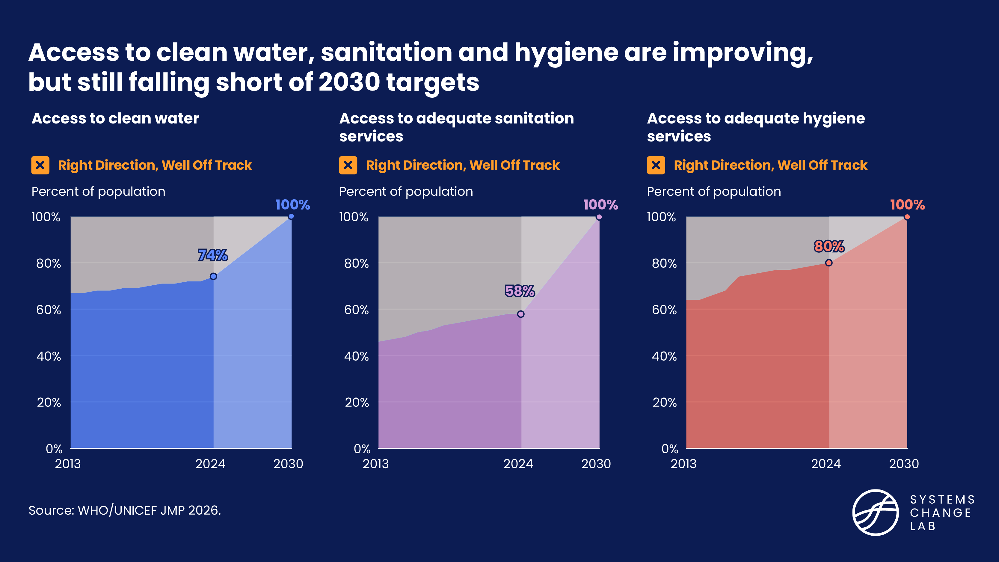 Access to clean water, sanitation and hygiene are improving,
but still falling short of 2030 targets
Access to clean water
Right Direction, Well Off Track
Percent of population
100%
100%
74%
80%
60%
40%
20%
0%
2013
2024
2030
Access to adequate sanitation
services
Right Direction, Well Off Track
Percent of population
100%
100%
80%
58%
60%
40%
20%
0%
2013
2024
2030
Access to adequate hygiene
services
Right Direction, Well Off Track
Percent of population
100%
100%
80%
80%
60%
40%
20%
0%
2013
2024
2030
Source: WHO/UNICEF JMP 2026.
SYSTEMS
CHANGE
LAB